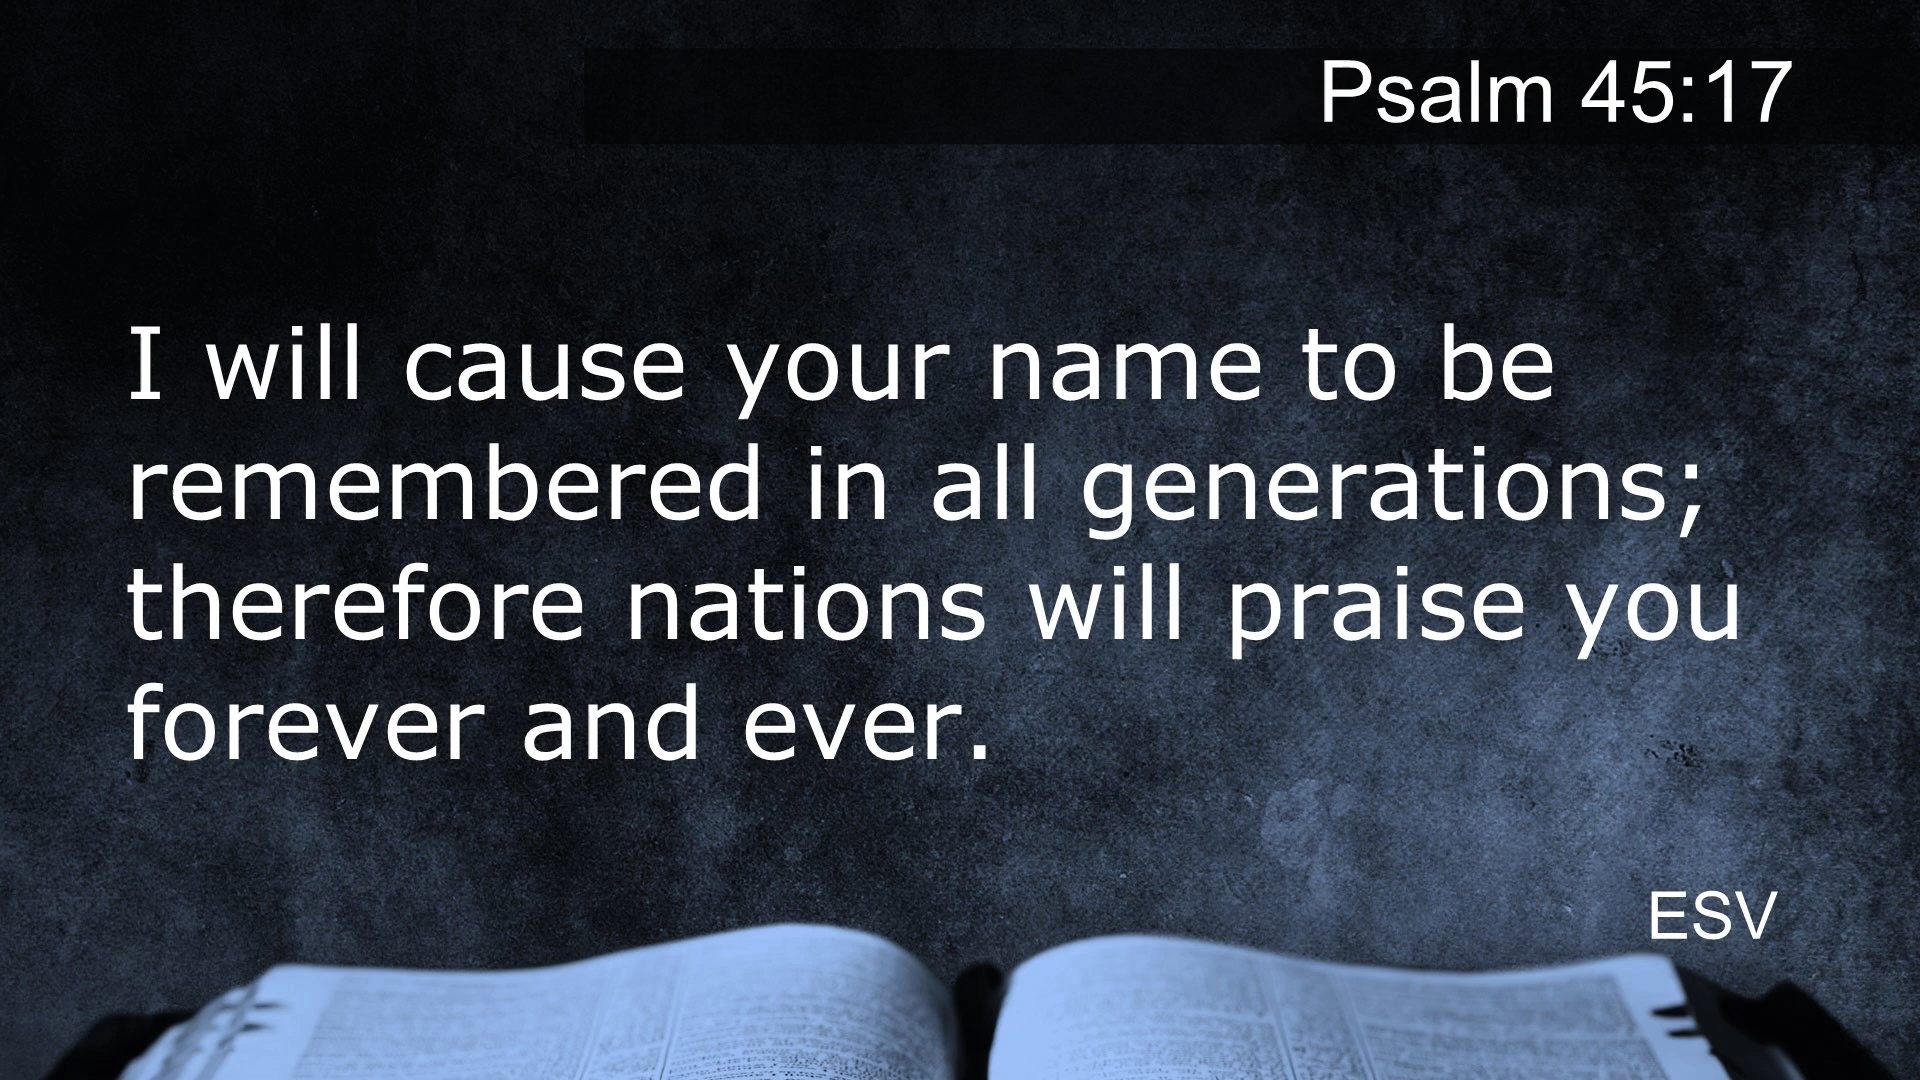 Psalm 45:17
I will cause your name to be
remembered in all generations;
therefore nations will praise you
forever and ever.
ESV